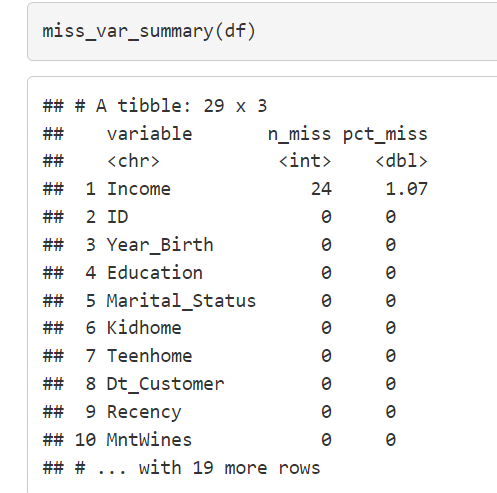 miss_var_summary(df)
## # A tibble: 29 x 3
##    variable       n_miss pct_miss
##    <chr>           <int>    <dbl>
##  1 Income             24     1.07
##  2 ID                  0     0
##  3 Year_Birth          0     0
##  4 Education           0     0
##  5 Marital_Status      0     0
##  6 Kidhome             0     0
##  7 Teenhome            0     0
##  8 Dt_Customer         0     0
##  9 Recency             0     0
## 10 MntWines            0     0
## # ... with 19 more rows